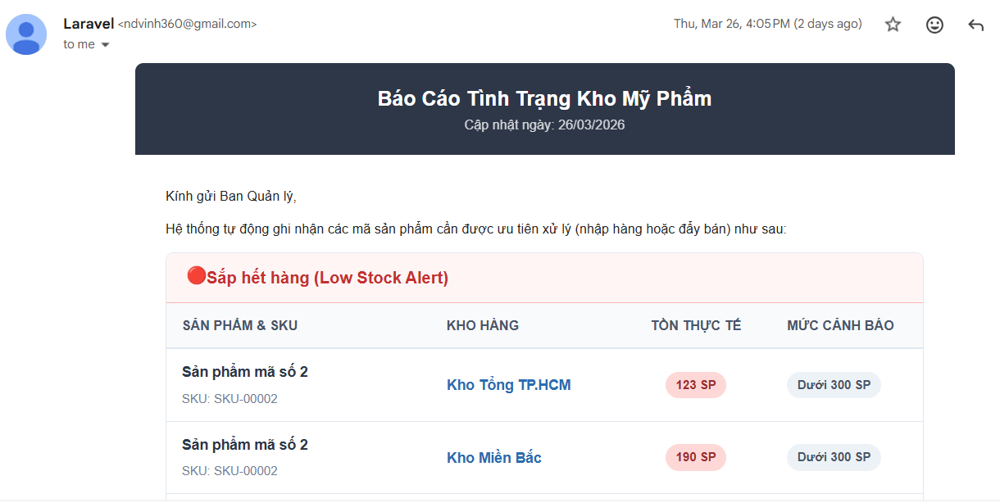 Laravel <ndvinh360@gmail.com> Thu, Mar 26, 4:05 PM (2 days ago)
to me
Báo Cáo Tình Trạng Kho Mỹ Phẩm
Cập nhật ngày: 26/03/2026
Kính gửi Ban Quản lý,
Hệ thống tự động ghi nhận các mã sản phẩm cần được ưu tiên xử lý (nhập hàng hoặc đẩy bán) như sau:
Sắp hết hàng (Low Stock Alert)
SẢN PHẨM & SKU KHO HÀNG TỒN THỰC TẾ MỨC CẢNH BÁO
Sản phẩm mã số 2
SKU: SKU-00002
Kho Tổng TP.HCM 123 SP Dưới 300 SP
Sản phẩm mã số 2
SKU: SKU-00002
Kho Miền Bắc 190 SP Dưới 300 SP